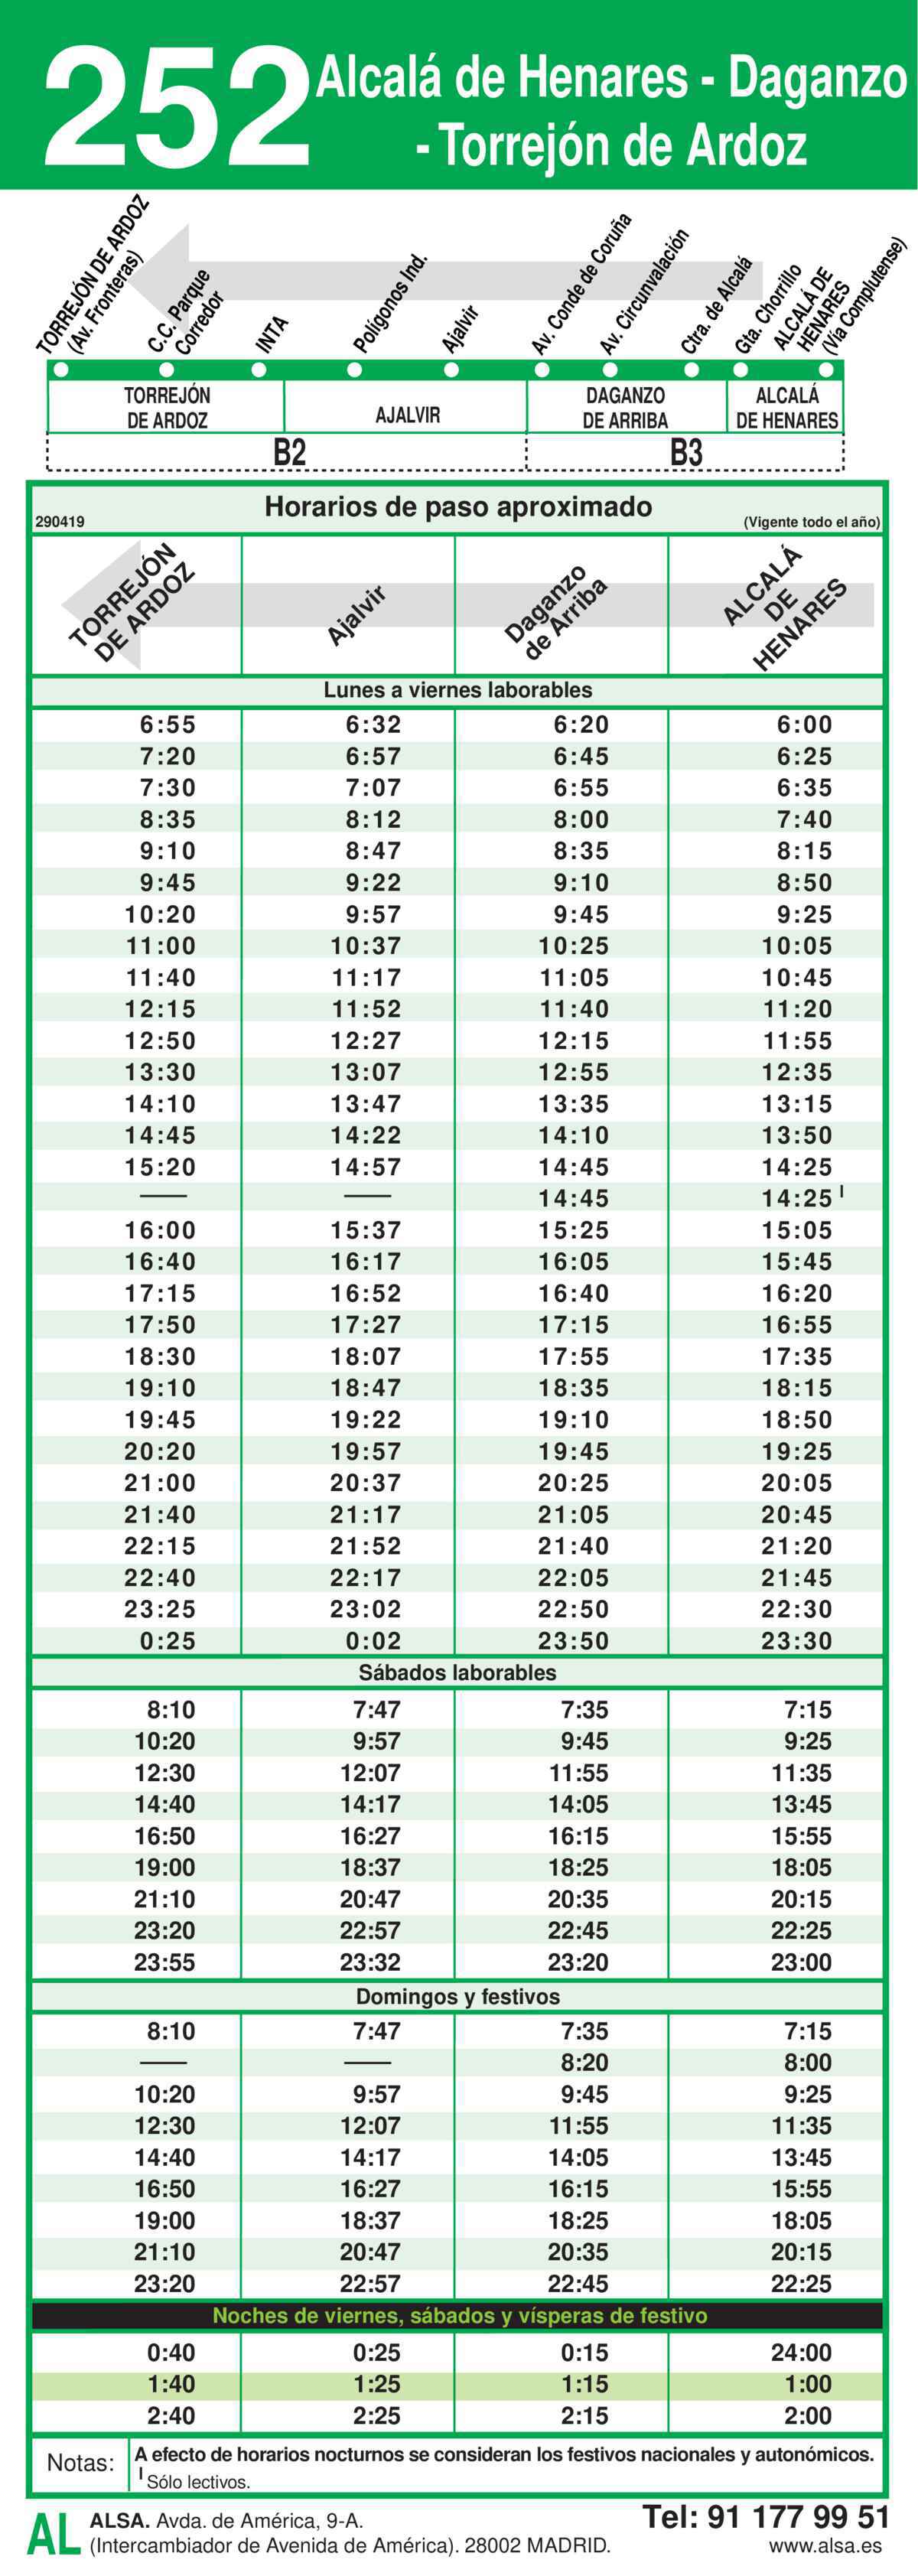 252 Alcalá de Henares - Daganzo
- Torrejón de Ardoz
TORREJÓN DE ARDOZ
(Av. Fronteras)
C.C. Parque
Corredor
INTA
Polígonos Ind.
Ajalvir
Av. Conde de Coruña
Av. Circunvalación
Ctra. de Alcalá
Gta. Chorrillo
ALCALÁ DE
HENARES
(Vía Complutense)
TORREJÓN
DE ARDOZ
AJALVIR
DAGANZO
DE ARRIBA
ALCALÁ
DE HENARES
B2 B3
Horarios de paso aproximado
290419 (Vigente todo el año)
TORREJÓN
DE ARDOZ
Ajalvir
Daganzo
de Arriba
ALCALÁ
DE
HENARES
Lunes a viernes laborables
6:55 6:32 6:20 6:00
7:20 6:57 6:45 6:25
7:30 7:07 6:55 6:35
8:35 8:12 8:00 7:40
9:10 8:47 8:35 8:15
9:45 9:22 9:10 8:50
10:20 9:57 9:45 9:25
11:00 10:37 10:25 10:05
11:40 11:17 11:05 10:45
12:15 11:52 11:40 11:20
12:50 12:27 12:15 11:55
13:30 13:07 12:55 12:35
14:10 13:47 13:35 13:15
14:45 14:22 14:10 13:50
15:20 14:57 14:45 14:25
—— —— 14:45 14:25 I
16:00 15:37 15:25 15:05
16:40 16:17 16:05 15:45
17:15 16:52 16:40 16:20
17:50 17:27 17:15 16:55
18:30 18:07 17:55 17:35
19:10 18:47 18:35 18:15
19:45 19:22 19:10 18:50
20:20 19:57 19:45 19:25
21:00 20:37 20:25 20:05
21:40 21:17 21:05 20:45
22:15 21:52 21:40 21:20
22:40 22:17 22:05 21:45
23:25 23:02 22:50 22:30
0:25 0:02 23:50 23:30
Sábados laborables
8:10 7:47 7:35 7:15
10:20 9:57 9:45 9:25
12:30 12:07 11:55 11:35
14:40 14:17 14:05 13:45
16:50 16:27 16:15 15:55
19:00 18:37 18:25 18:05
21:10 20:47 20:35 20:15
23:20 22:57 22:45 22:25
23:55 23:32 23:20 23:00
Domingos y festivos
8:10 7:47 7:35 7:15
—— —— 8:20 8:00
10:20 9:57 9:45 9:25
12:30 12:07 11:55 11:35
14:40 14:17 14:05 13:45
16:50 16:27 16:15 15:55
19:00 18:37 18:25 18:05
21:10 20:47 20:35 20:15
23:20 22:57 22:45 22:25
Noches de viernes, sábados y vísperas de festivo
0:40 0:25 0:15 24:00
1:40 1:25 1:15 1:00
2:40 2:25 2:15 2:00
Notas: A efecto de horarios nocturnos se consideran los festivos nacionales y autonómicos.
I Sólo lectivos.
AL ALSA. Avda. de América, 9-A. Tel: 91 177 99 51
(Intercambiador de Avenida de América). 28002 MADRID. www.alsa.es